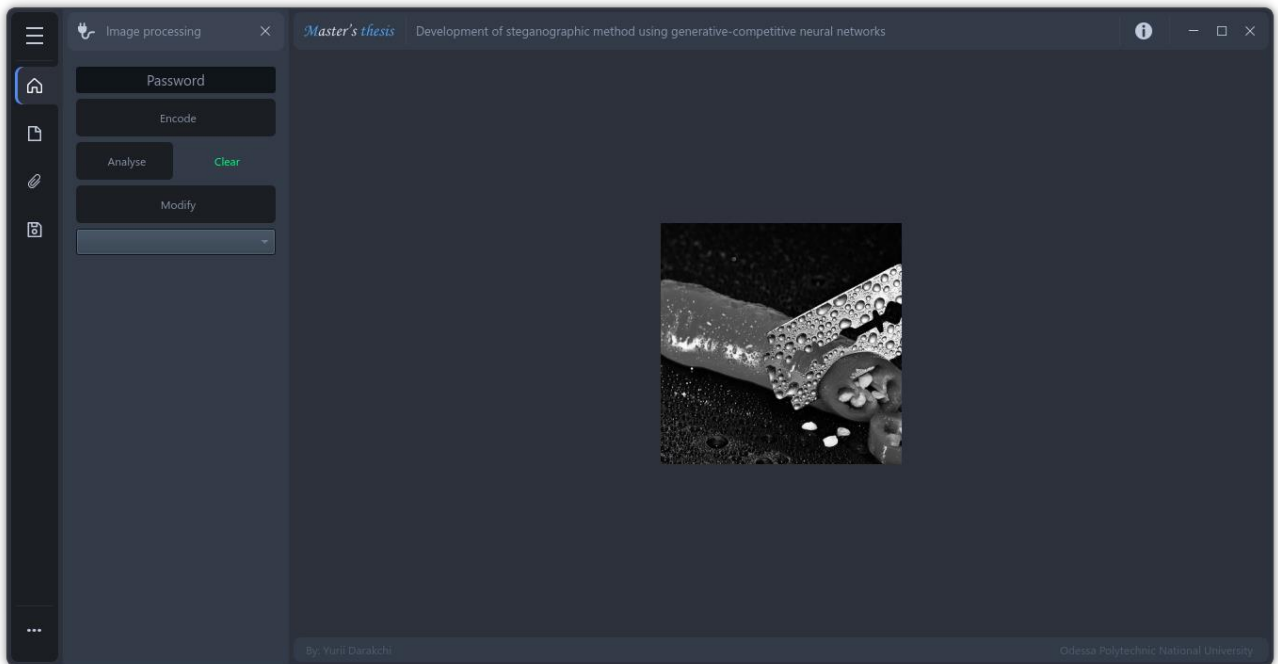 Image processing
Master's thesis Development of steganographic method using generative-competitive neural networks
Password
Encode
Analyse Clear
Modify
By: Yurii Darakchi
Odessa Polytechnic National University